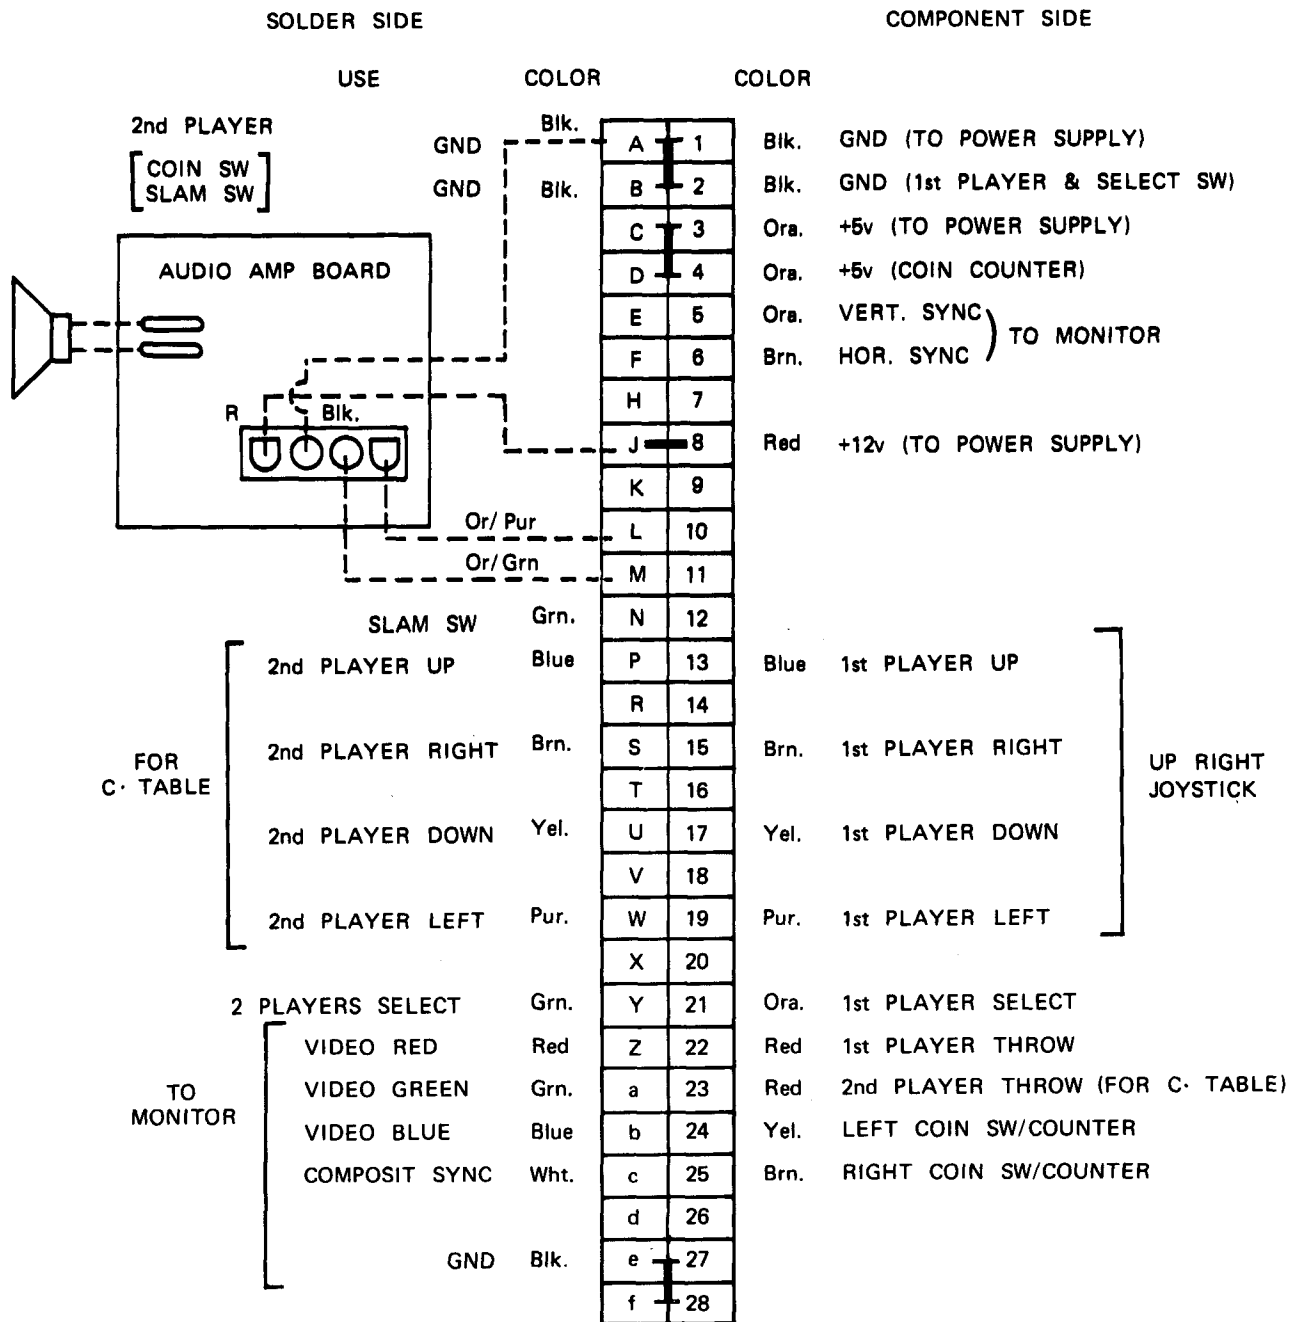 SOLDER SIDE COMPONENT SIDE
USE COLOR COLOR
2nd PLAYER
COIN SW
SLAM SW
GND Blk. A 1 Blk. GND (TO POWER SUPPLY)
GND Blk. B 2 Blk. GND (1st PLAYER & SELECT SW)
C 3 Ora. +5v (TO POWER SUPPLY)
AUDIO AMP BOARD
D 4 Ora. +5v (COIN COUNTER)
E 5 Ora. VERT. SYNC
TO MONITOR
F 6 Brn. HOR. SYNC
H 7
R Blk.
J 8 Red +12v (TO POWER SUPPLY)
K 9
Or/Pur L 10
Or/Grn M 11
SLAM SW Grn. N 12
2nd PLAYER UP Blue P 13 Blue 1st PLAYER UP
R 14
2nd PLAYER RIGHT Brn. S 15 Brn. 1st PLAYER RIGHT
FOR
C· TABLE
UP RIGHT
JOYSTICK
T 16
2nd PLAYER DOWN Yel. U 17 Yel. 1st PLAYER DOWN
V 18
2nd PLAYER LEFT Pur. W 19 Pur. 1st PLAYER LEFT
X 20
2 PLAYERS SELECT Grn. Y 21 Ora. 1st PLAYER SELECT
VIDEO RED Red Z 22 Red 1st PLAYER THROW
TO
MONITOR
VIDEO GREEN Grn. a 23 Red 2nd PLAYER THROW (FOR C· TABLE)
VIDEO BLUE Blue b 24 Yel. LEFT COIN SW/COUNTER
COMPOSIT SYNC Wht. c 25 Brn. RIGHT COIN SW/COUNTER
d 26
GND Blk. e 27
f 28